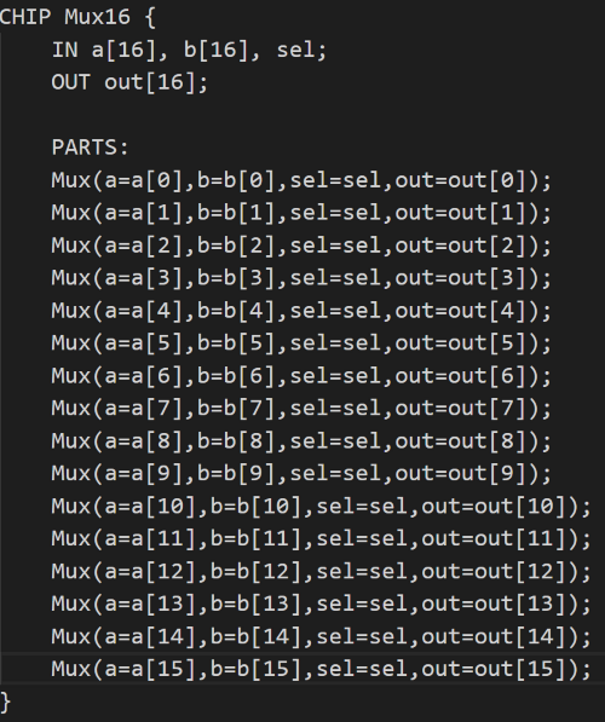 CHIP Mux16 {
    IN a[16], b[16], sel;
    OUT out[16];

    PARTS:
    Mux(a=a[0],b=b[0],sel=sel,out=out[0]);
    Mux(a=a[1],b=b[1],sel=sel,out=out[1]);
    Mux(a=a[2],b=b[2],sel=sel,out=out[2]);
    Mux(a=a[3],b=b[3],sel=sel,out=out[3]);
    Mux(a=a[4],b=b[4],sel=sel,out=out[4]);
    Mux(a=a[5],b=b[5],sel=sel,out=out[5]);
    Mux(a=a[6],b=b[6],sel=sel,out=out[6]);
    Mux(a=a[7],b=b[7],sel=sel,out=out[7]);
    Mux(a=a[8],b=b[8],sel=sel,out=out[8]);
    Mux(a=a[9],b=b[9],sel=sel,out=out[9]);
    Mux(a=a[10],b=b[10],sel=sel,out=out[10]);
    Mux(a=a[11],b=b[11],sel=sel,out=out[11]);
    Mux(a=a[12],b=b[12],sel=sel,out=out[12]);
    Mux(a=a[13],b=b[13],sel=sel,out=out[13]);
    Mux(a=a[14],b=b[14],sel=sel,out=out[14]);
    Mux(a=a[15],b=b[15],sel=sel,out=out[15]);
}